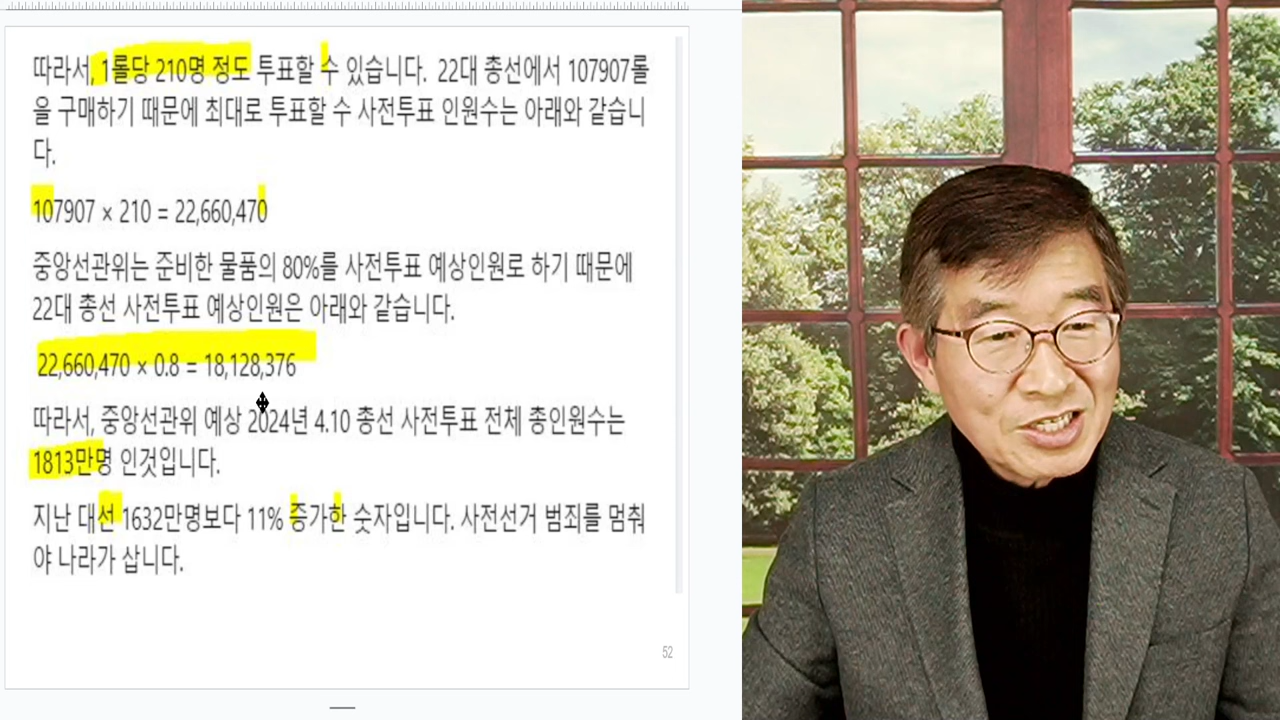 따라서, 1롤당 210명 정도 투표할 수 있습니다. 22대 총선에서 107907롤
을 구매하기 때문에 최대로 투표할 수 사전투표 인원수는 아래와 같습니
다.
107907 × 210 = 22,660,470
중앙선관위는 준비한 물품의 80%를 사전투표 예상인원로 하기 때문에
22대 총선 사전투표 예상인원은 아래와 같습니다.
22,660,470 × 0.8 = 18,128,376
따라서, 중앙선관위 예상 2024년 4.10 총선 사전투표 전체 총인원수는
1813만명 인것입니다.
지난 대선 1632만명보다 11% 증가한 숫자입니다. 사전선거 범죄를 멈춰
야 나라가 삽니다.
52